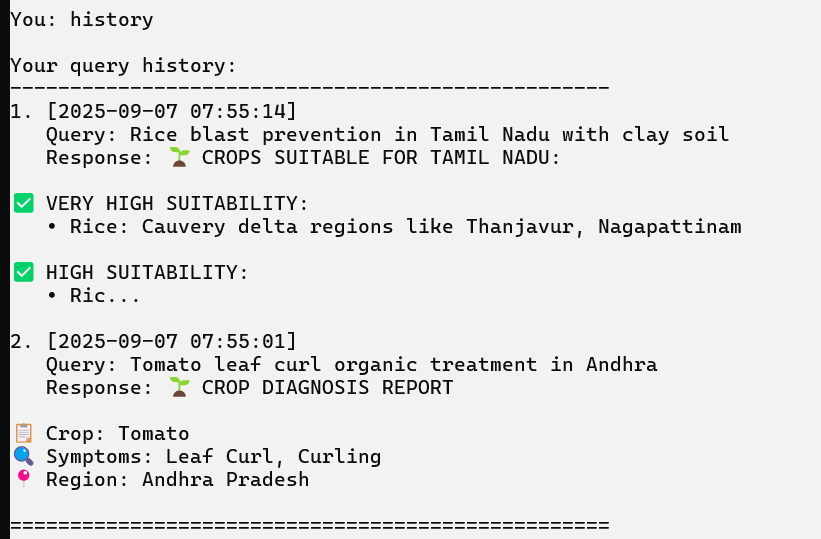 You: history
Your query history:
--------------------------------------------------
1. [2025-09-07 07:55:14]
Query: Rice blast prevention in Tamil Nadu with clay soil
Response: 🌱 CROPS SUITABLE FOR TAMIL NADU:
✅ VERY HIGH SUITABILITY:
• Rice: Cauvery delta regions like Thanjavur, Nagapattinam
✅ HIGH SUITABILITY:
• Ric...
2. [2025-09-07 07:55:01]
Query: Tomato leaf curl organic treatment in Andhra
Response: 🌱 CROP DIAGNOSIS REPORT
📋 Crop: Tomato
🔍 Symptoms: Leaf Curl, Curling
📍 Region: Andhra Pradesh
==================================================